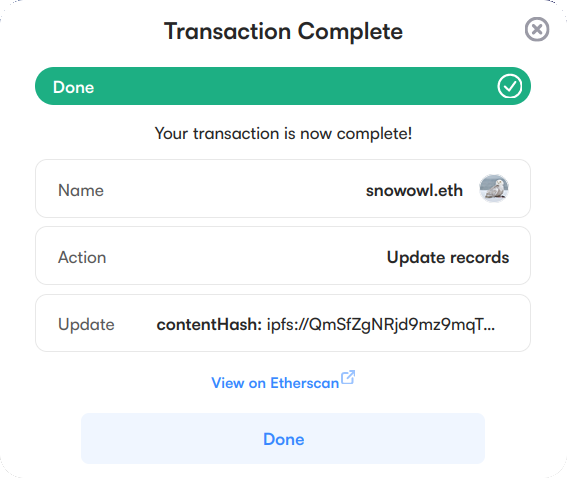 Transaction Complete
Done
Your transaction is now complete!
Name snowowl.eth
Action Update records
Update contentHash: ipfs://QmSfZgNRjd9mz9mqT...
View on Etherscan
Done